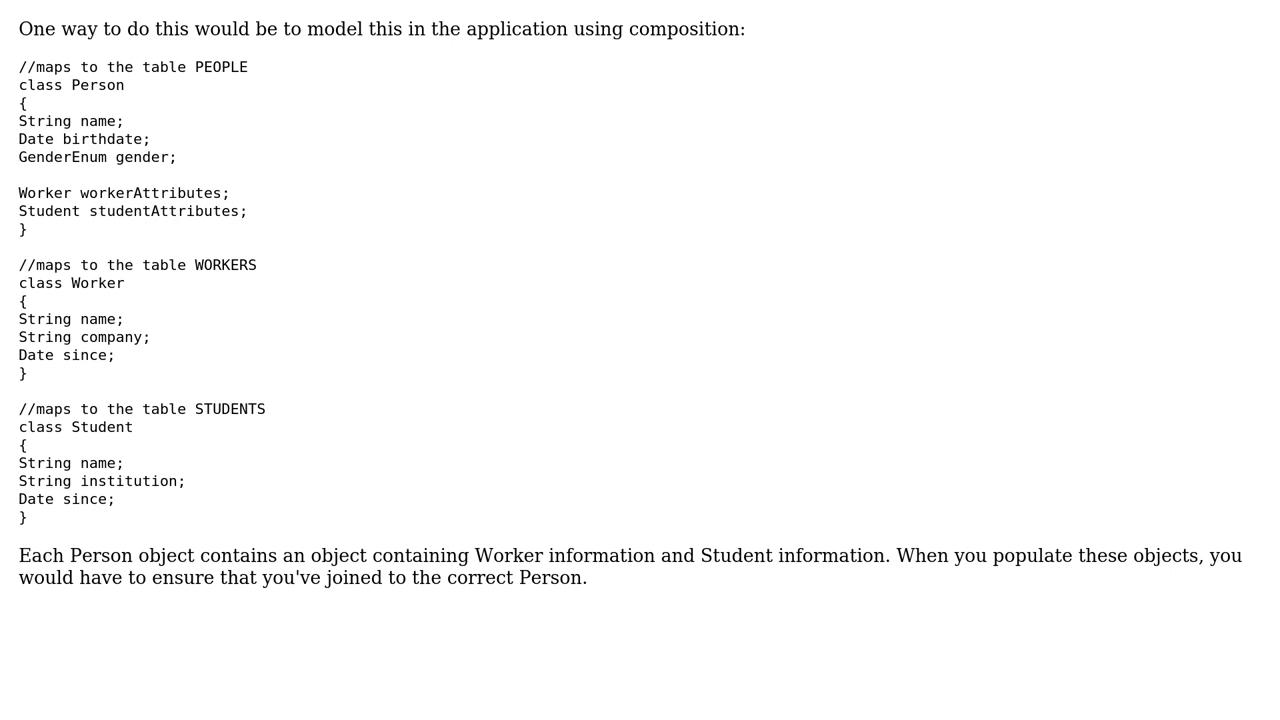 One way to do this would be to model this in the application using composition:
//maps to the table PEOPLE
class Person
{
String name;
Date birthdate;
GenderEnum gender;
Worker workerAttributes;
Student studentAttributes;
}
//maps to the table WORKERS
class Worker
{
String name;
String company;
Date since;
}
//maps to the table STUDENTS
class Student
{
String name;
String institution;
Date since;
}
Each Person object contains an object containing Worker information and Student information. When you populate these objects, you
would have to ensure that you've joined to the correct Person.